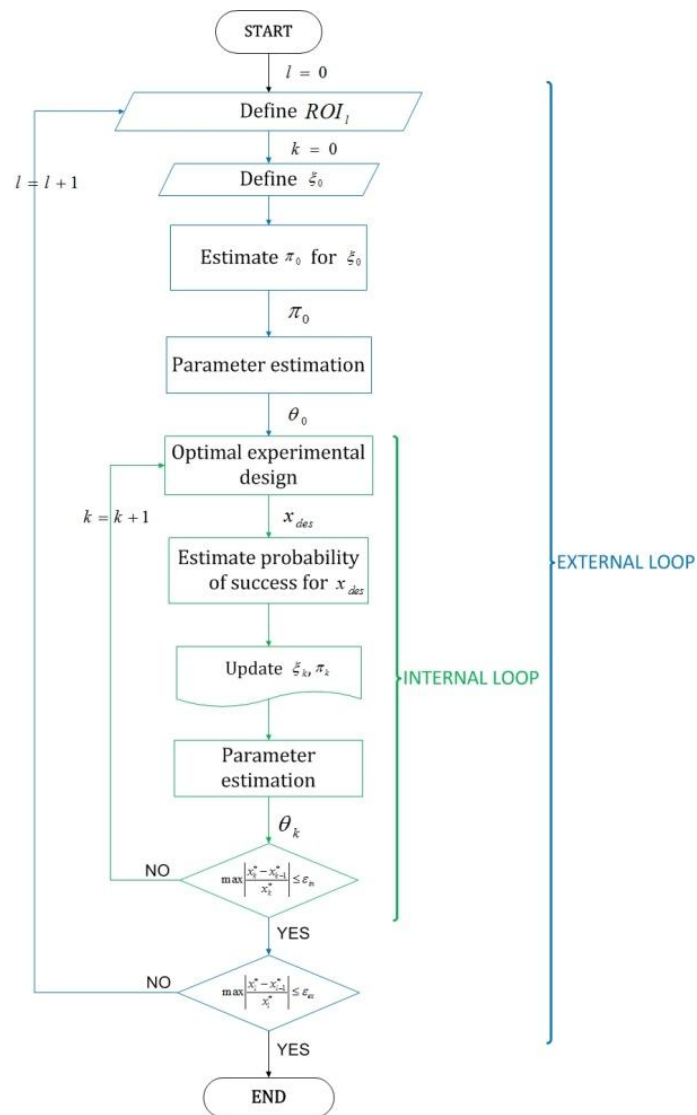 START
l = 0
Define ROI_l
k = 0
Define ξ_0
l = l + 1
Estimate π_0 for ξ_0
π_0
Parameter estimation
θ_0
Optimal experimental
design
k = k + 1
x_des
Estimate probability
of success for x_des
EXTERNAL LOOP
Update ξ_k, π_k
INTERNAL LOOP
Parameter
estimation
θ_k
NO
max|(x*_k − x*_{k−1})/x*_k| ≤ ε_in
YES
NO
max|(x*_l − x*_{l−1})/x*_l| ≤ ε_ex
YES
END